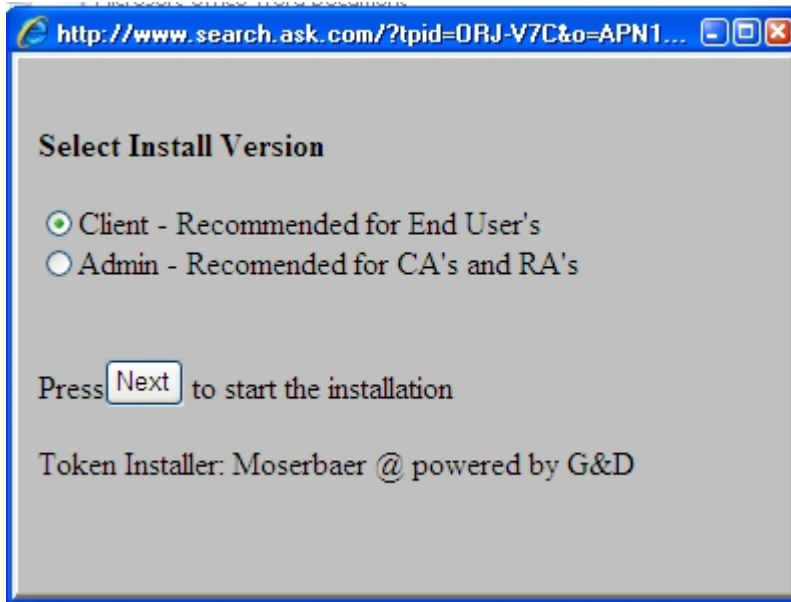 http://www.search.ask.com/?tpid=ORJ-V7C&o=APN1...
Select Install Version
Client - Recommended for End User's
Admin - Recomended for CA's and RA's
Press Next to start the installation
Token Installer: Moserbaer @ powered by G&D